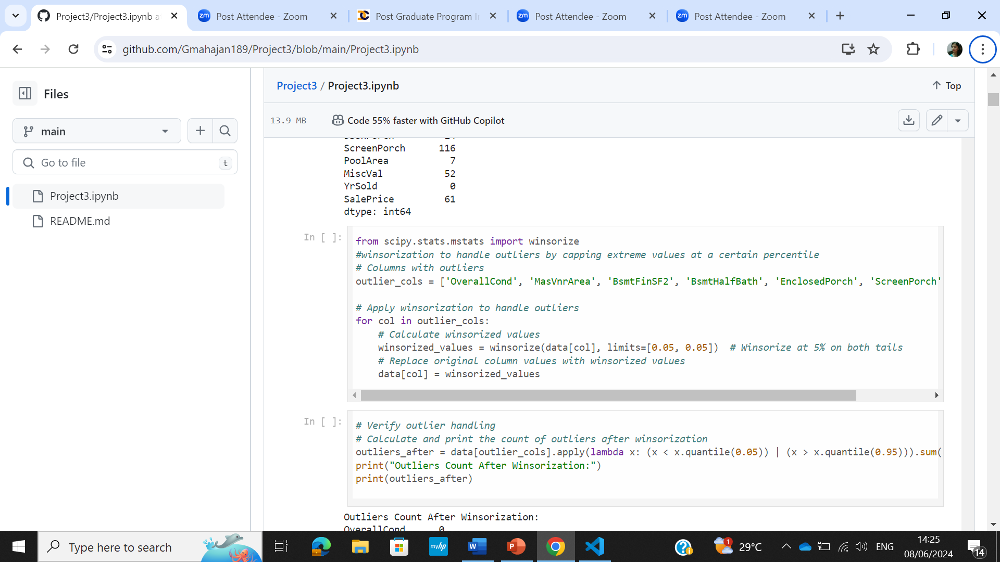 Project3/Project3.ipynb a
Post Attendee - Zoom
Post Graduate Program I
Post Attendee - Zoom
Post Attendee - Zoom
github.com/Gmahajan189/Project3/blob/main/Project3.ipynb
Files
main
Go to file
t
Project3.ipynb
README.md
Project3 / Project3.ipynb
Top
13.9 MB
Code 55% faster with GitHub Copilot
ScreenPorch 116
PoolArea 7
MiscVal 52
YrSold 0
SalePrice 61
dtype: int64
In [ ]:
from scipy.stats.mstats import winsorize
#winsorization to handle outliers by capping extreme values at a certain percentile
# Columns with outliers
outlier_cols = ['OverallCond', 'MasVnrArea', 'BsmtFinSF2', 'BsmtHalfBath', 'EnclosedPorch', 'ScreenPorch'
# Apply winsorization to handle outliers
for col in outlier_cols:
# Calculate winsorized values
winsorized_values = winsorize(data[col], limits=[0.05, 0.05]) # Winsorize at 5% on both tails
# Replace original column values with winsorized values
data[col] = winsorized_values
In [ ]:
# Verify outlier handling
# Calculate and print the count of outliers after winsorization
outliers_after = data[outlier_cols].apply(lambda x: (x < x.quantile(0.05)) | (x > x.quantile(0.95))).sum(
print("Outliers Count After Winsorization:")
print(outliers_after)
Outliers Count After Winsorization:
OverallCond 0
Type here to search
myhp
1
29°C
ENG
14:25
08/06/2024
14